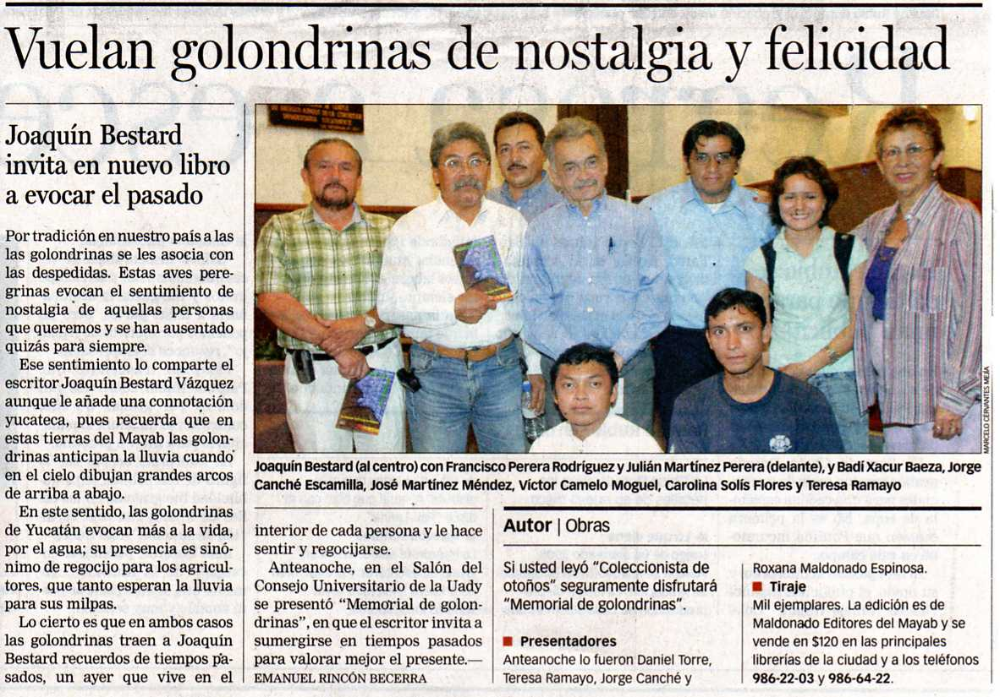 Vuelan golondrinas de nostalgia y felicidad
Joaquín Bestard
invita en nuevo libro
a evocar el pasado
Por tradición en nuestro país a las
las golondrinas se les asocia con
las despedidas. Estas aves pere-
grinas evocan el sentimiento de
nostalgia de aquellas personas
que queremos y se han ausentado
quizás para siempre.
Ese sentimiento lo comparte el
escritor Joaquín Bestard Vázquez
aunque le añade una connotación
yucateca, pues recuerda que en
estas tierras del Mayab las golon-
drinas anticipan la lluvia cuando
en el cielo dibujan grandes arcos
de arriba a abajo.
En este sentido, las golondrinas
de Yucatán evocan más a la vida,
por el agua; su presencia es sinó-
nimo de regocijo para los agricul-
tores, que tanto esperan la lluvia
para sus milpas.
Lo cierto es que en ambos casos
las golondrinas traen a Joaquín
Bestard recuerdos de tiempos pa-
sados, un ayer que vive en el
interior de cada persona y le hace
sentir y regocijarse.
Anteanoche, en el Salón del
Consejo Universitario de la Uady
se presentó “Memorial de golon-
drinas”, en que el escritor invita a
sumergirse en tiempos pasados
para valorar mejor el presente.—
EMANUEL RINCÓN BECERRA
MARCELO CERVANTES MEJÍA
Joaquín Bestard (al centro) con Francisco Perera Rodríguez y Julián Martínez Perera (delante), y Badí Xacur Baeza, Jorge
Canché Escamilla, José Martínez Méndez, Víctor Camelo Moguel, Carolina Solís Flores y Teresa Ramayo
Autor | Obras
Si usted leyó “Coleccionista de
otoños” seguramente disfrutará
“Memorial de golondrinas”.
■ Presentadores
Anteanoche lo fueron Daniel Torre,
Teresa Ramayo, Jorge Canché y
Roxana Maldonado Espinosa.
■ Tiraje
Mil ejemplares. La edición es de
Maldonado Editores del Mayab y se
vende en $120 en las principales
librerías de la ciudad y a los teléfonos
986-22-03 y 986-64-22.